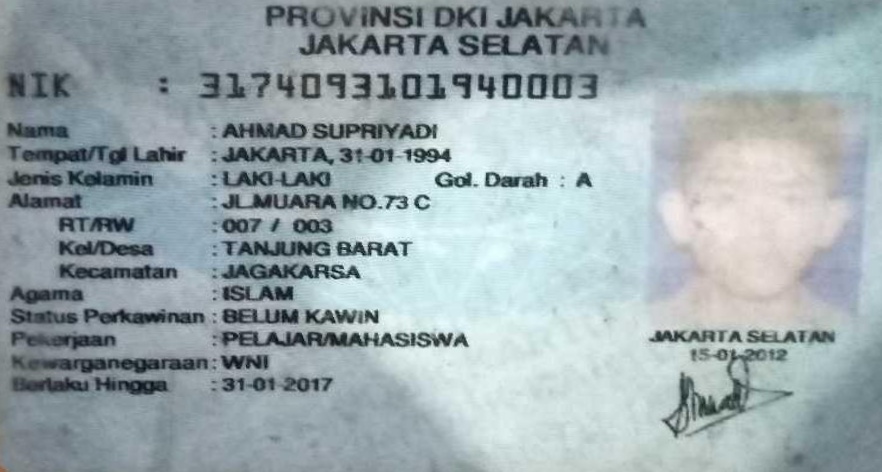 PROVINSI DKI JAKARTA
JAKARTA SELATAN
NIK : 3174093101940003
Nama : AHMAD SUPRIYADI
Tempat/Tgl Lahir : JAKARTA, 31-01-1994
Jenis Kelamin : LAKI-LAKI Gol. Darah : A
Alamat : JL.MUARA NO.73 C
RT/RW : 007 / 003
Kel/Desa : TANJUNG BARAT
Kecamatan : JAGAKARSA
Agama : ISLAM
Status Perkawinan : BELUM KAWIN
Pekerjaan : PELAJAR/MAHASISWA
Kewarganegaraan: WNI
Berlaku Hingga : 31-01-2017
JAKARTA SELATAN
15-01-2012